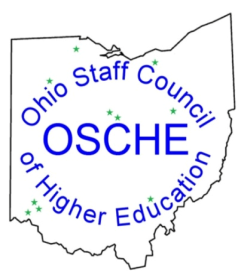 Ohio Staff Council
OSCHE
of Higher Education